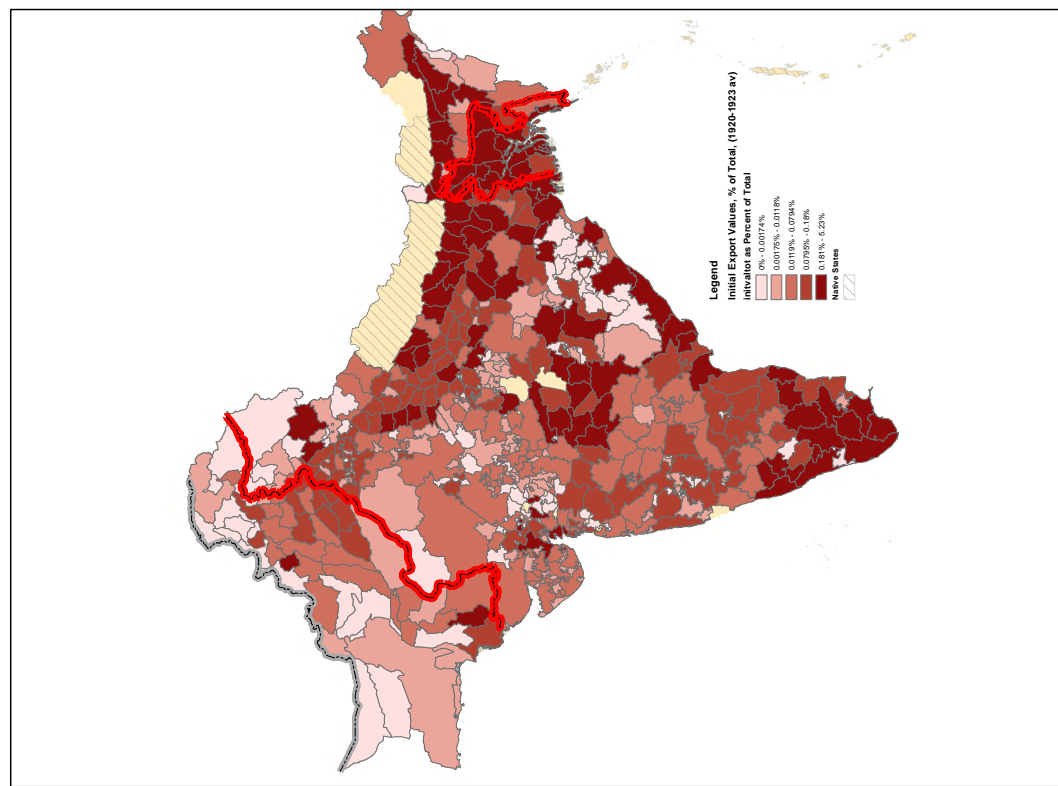 Legend
Initial Export Values, % of Total, (1920-1923 av)
initvaltot as Percent of Total
0% - 0.00174%
0.00175% - 0.0118%
0.0119% - 0.0794%
0.0795% - 0.18%
0.181% - 5.23%
Native States